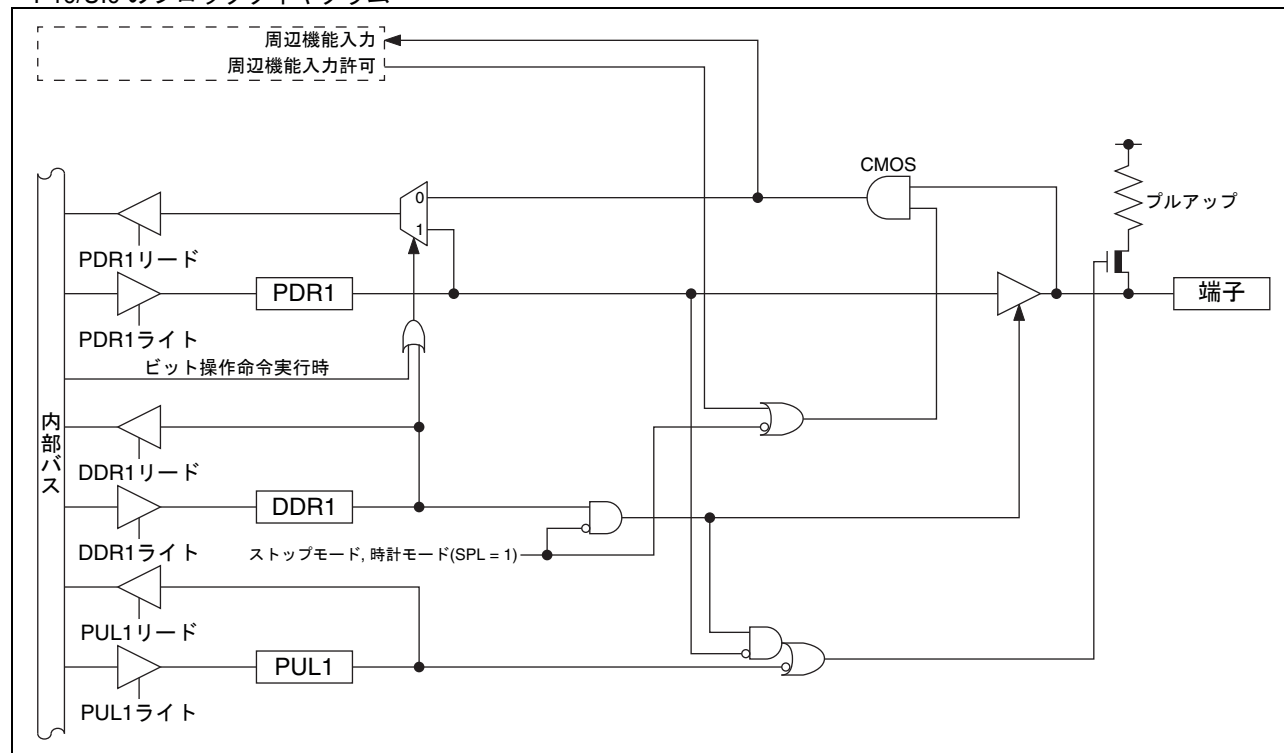 周辺機能入力
周辺機能入力許可
CMOS
0
プルアップ
1
PDR1リード
PDR1
端子
PDR1ライト
ビット操作命令実行時
内部バス
DDR1リード
DDR1
DDR1ライト
ストップモード, 時計モード(SPL = 1)
PUL1リード
PUL1
PUL1ライト